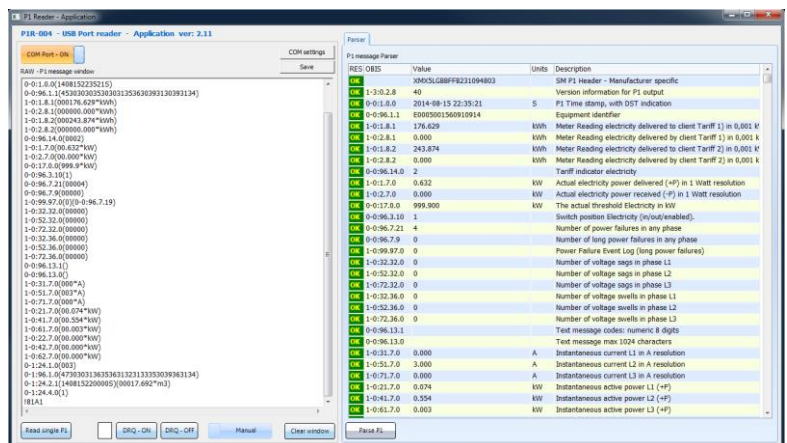 P1 Reader - Application
P1R-004 - USB Port reader - Application ver: 2.11
COM Port - ON
COM settings
Save
RAW - P1 message window
0-0:1.0.0(140815223521S)
0-0:96.1.1(4530303035303031353630393130393134)
1-0:1.8.1(000176.629*kWh)
1-0:2.8.1(000000.000*kWh)
1-0:1.8.2(000243.874*kWh)
1-0:2.8.2(000000.000*kWh)
0-0:96.14.0(0002)
1-0:1.7.0(00.632*kW)
1-0:2.7.0(00.000*kW)
0-0:17.0.0(999.9*kW)
0-0:96.3.10(1)
0-0:96.7.21(00004)
0-0:96.7.9(00000)
1-0:99.97.0(0)(0-0:96.7.19)
1-0:32.32.0(00000)
1-0:52.32.0(00000)
1-0:72.32.0(00000)
1-0:32.36.0(00000)
1-0:52.36.0(00000)
1-0:72.36.0(00000)
0-0:96.13.1()
0-0:96.13.0()
1-0:31.7.0(000*A)
1-0:51.7.0(003*A)
1-0:71.7.0(000*A)
1-0:21.7.0(00.074*kW)
1-0:41.7.0(00.554*kW)
1-0:61.7.0(00.003*kW)
1-0:22.7.0(00.000*kW)
1-0:42.7.0(00.000*kW)
1-0:62.7.0(00.000*kW)
0-1:24.1.0(003)
0-1:24.2.1(140815220000S)(00017.692*m3)
0-1:24.4.0(1)
!81A1
Read single P1
DRQ - ON
DRQ - OFF
Manual
Clear window
Parser
P1 message Parser
RES OBIS Value Units Description
OK XMX5LGBBFFB231094803 SM P1 Header - Manufacturer specific
OK 1-3:0.2.8 40 Version information for P1 output
OK 0-0:1.0.0 2014-08-15 22:35:21 S P1 Time stamp, with DST indication
OK 0-0:96.1.1 E0005001560910914 Equipment identifier
OK 1-0:1.8.1 176.629 kWh Meter Reading electricity delivered to client Tariff 1) in 0,001 k
OK 1-0:2.8.1 0.000 kWh Meter Reading electricity delivered by client Tariff 1) in 0,001 k
OK 1-0:1.8.2 243.874 kWh Meter Reading electricity delivered to client Tariff 2) in 0,001 k
OK 1-0:2.8.2 0.000 kWh Meter Reading electricity delivered by client Tariff 2) in 0,001 k
OK 0-0:96.14.0 2 Tariff indicator electricity
OK 1-0:1.7.0 0.632 kW Actual electricity power delivered (+P) in 1 Watt resolution
OK 1-0:2.7.0 0.000 kW Actual electricity power received (-P) in 1 Watt resolution
OK 0-0:17.0.0 999.900 kW The actual threshold Electricity in kW
OK 0-0:96.3.10 1 Switch position Electricity (in/out/enabled).
OK 0-0:96.7.21 4 Number of power failures in any phase
OK 0-0:96.7.9 0 Number of long power failures in any phase
OK 1-0:99.97.0 0 Power Failure Event Log (long power failures)
OK 1-0:32.32.0 0 Number of voltage sags in phase L1
OK 1-0:52.32.0 0 Number of voltage sags in phase L2
OK 1-0:72.32.0 0 Number of voltage sags in phase L3
OK 1-0:32.36.0 0 Number of voltage swells in phase L1
OK 1-0:52.36.0 0 Number of voltage swells in phase L2
OK 1-0:72.36.0 0 Number of voltage swells in phase L3
OK 0-0:96.13.1 Text message codes: numeric 8 digits
OK 0-0:96.13.0 Text message max 1024 characters
OK 1-0:31.7.0 0.000 A Instantaneous current L1 in A resolution
OK 1-0:51.7.0 3.000 A Instantaneous current L2 in A resolution
OK 1-0:71.7.0 0.000 A Instantaneous current L3 in A resolution
OK 1-0:21.7.0 0.074 kW Instantaneous active power L1 (+P)
OK 1-0:41.7.0 0.554 kW Instantaneous active power L2 (+P)
OK 1-0:61.7.0 0.003 kW Instantaneous active power L3 (+P)
Parse P1